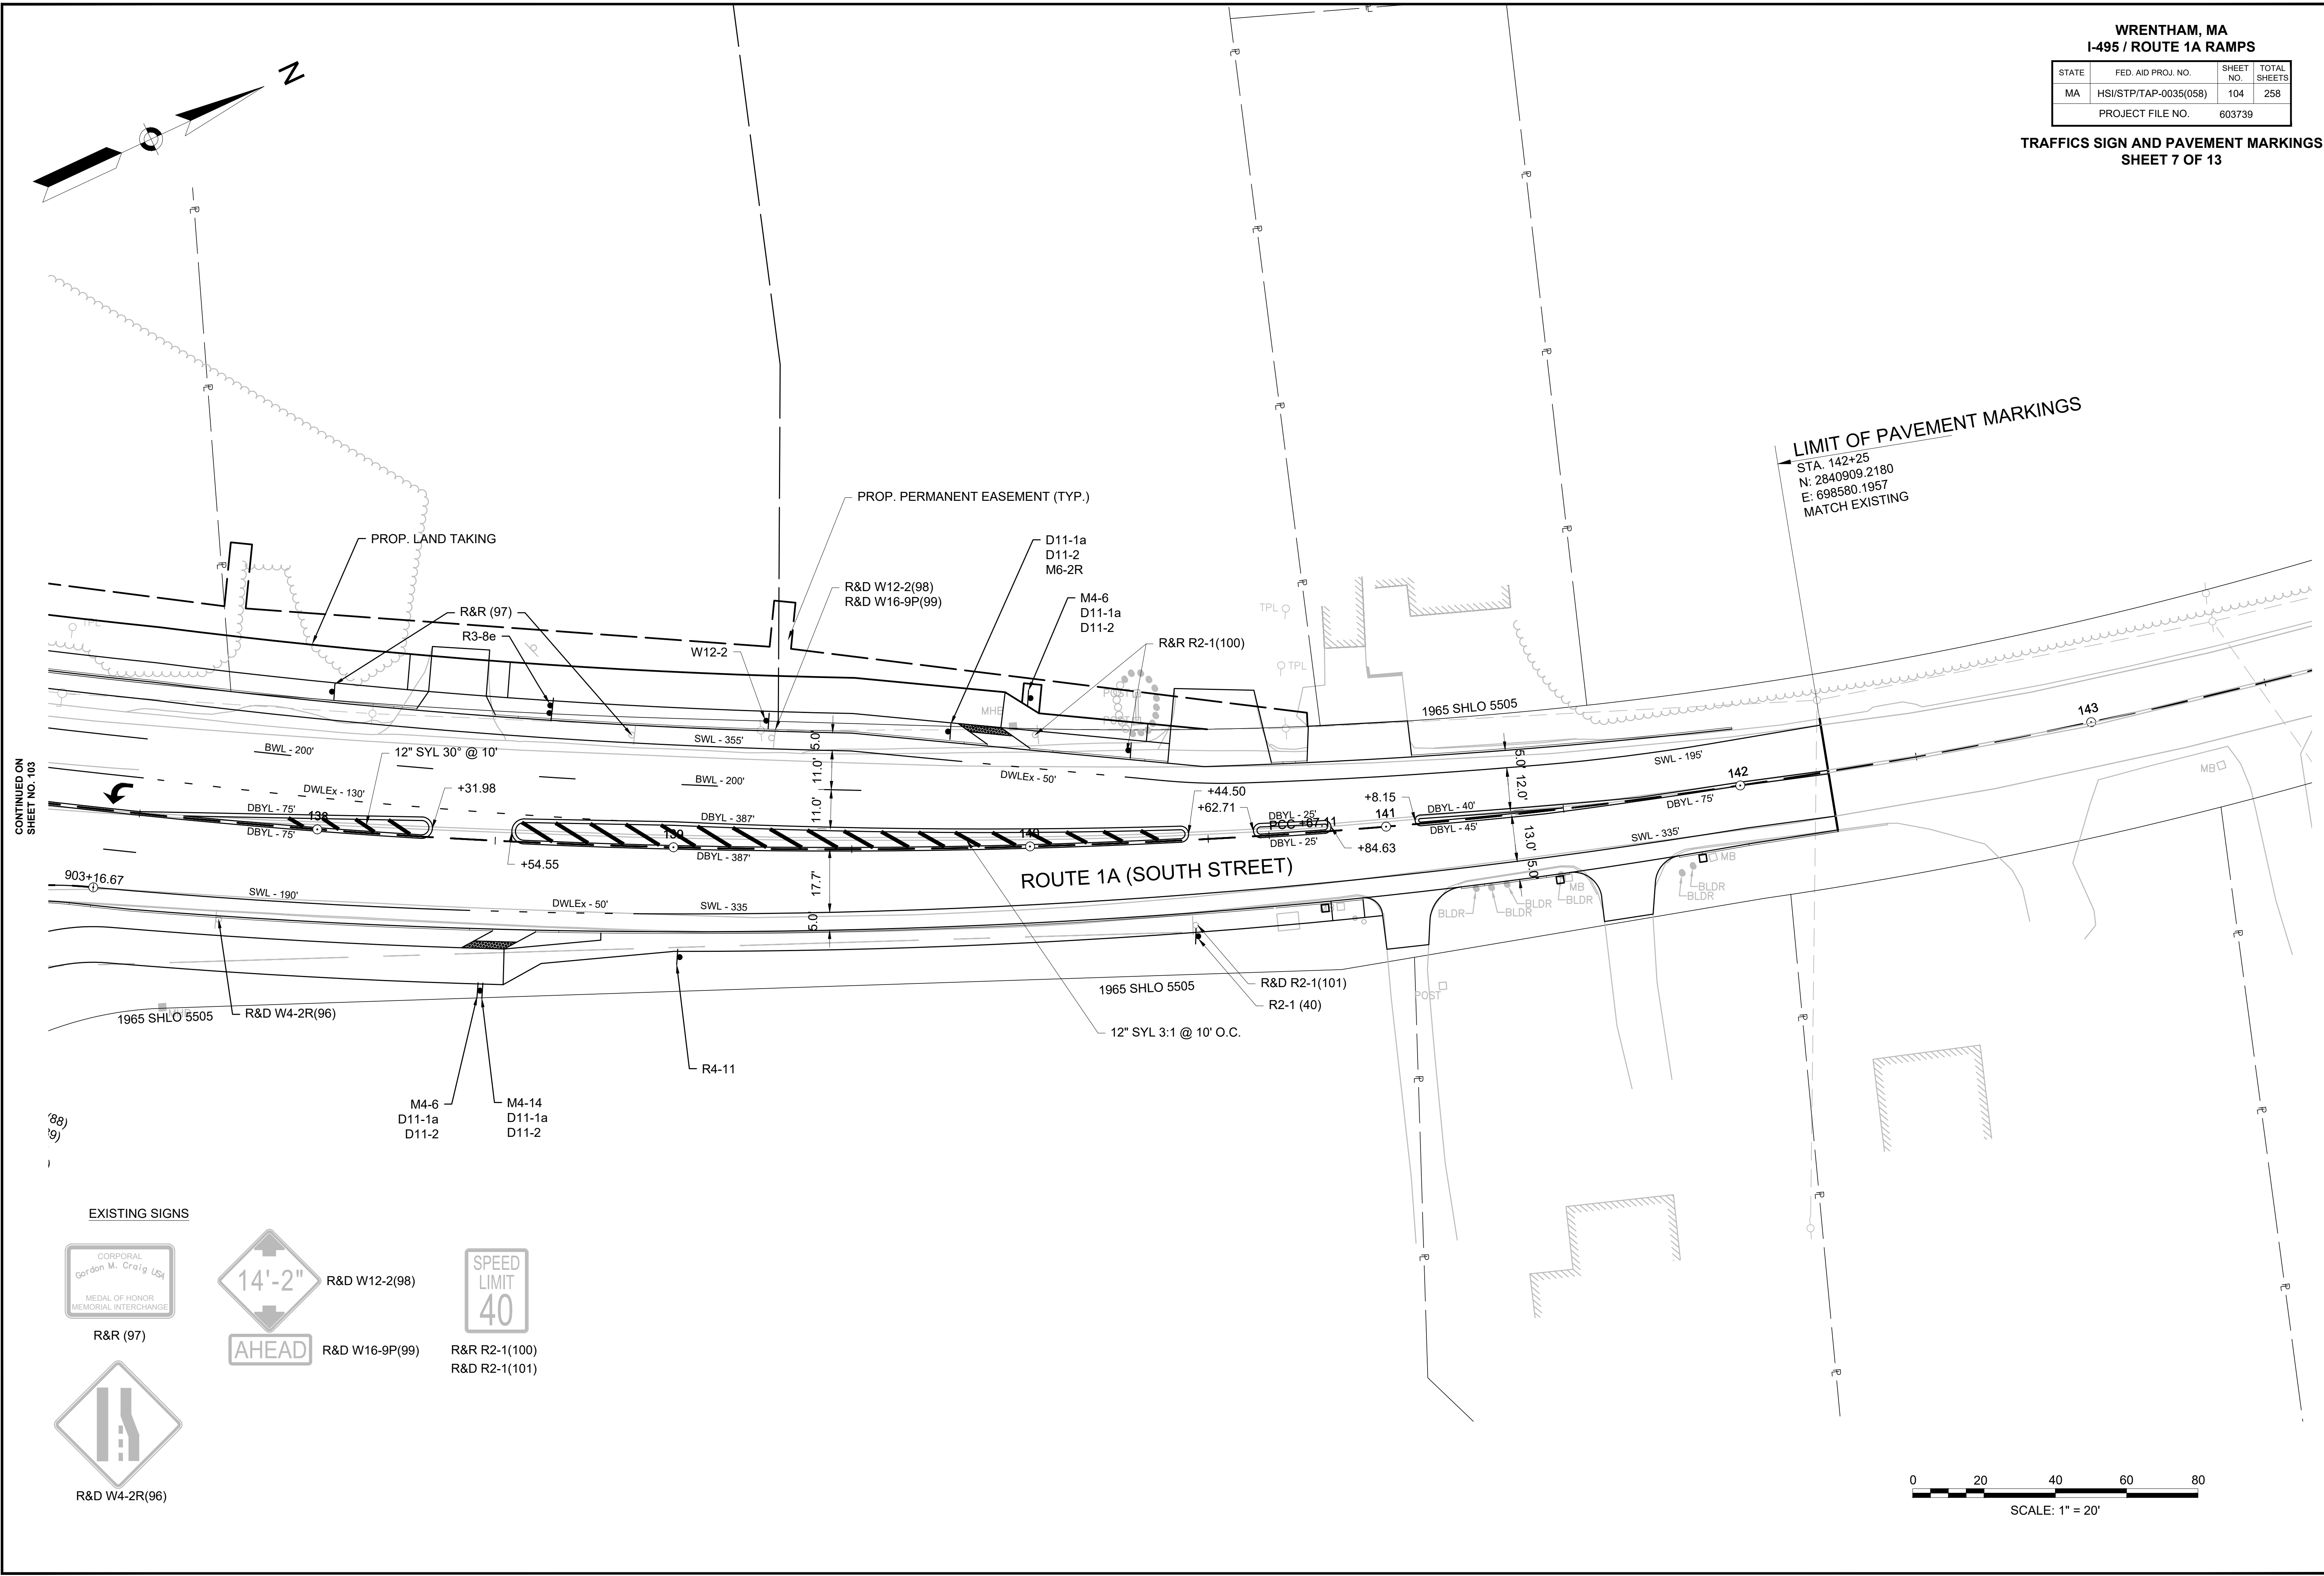 WRENTHAM, MA
I-495 / ROUTE 1A RAMPS
STATE FED. AID PROJ. NO. SHEET NO. TOTAL SHEETS
MA HSI/STP/TAP-0035(058) 104 258
PROJECT FILE NO. 603739
TRAFFICS SIGN AND PAVEMENT MARKINGS
SHEET 7 OF 13
N
LIMIT OF PAVEMENT MARKINGS
STA. 142+25
N: 2840909.2180
E: 698580.1957
MATCH EXISTING
PROP. PERMANENT EASEMENT (TYP.)
PROP. LAND TAKING
D11-1a
D11-2
M6-2R
R&D W12-2(98)
R&D W16-9P(99)
M4-6
D11-1a
D11-2
R&R (97)
R3-8e
W12-2
R&R R2-1(100)
TPL
TPL
TPL
POST
POST
MHB
1965 SHLO 5505
143
142
141
140
139
138
SWL - 355'
BWL - 200'
12" SYL 30° @ 10'
BWL - 200'
DWLEx - 50'
SWL - 195'
5.0'
11.0'
11.0'
17.7'
5.0'
5.0'
12.0'
13.0'
5.0'
CONTINUED ON
SHEET NO. 103
DWLEx - 130'
+31.98
DBYL - 75'
DBYL - 75'
DBYL - 387'
DBYL - 387'
+44.50
+62.71
DBYL - 25'
PCC +67.11
DBYL - 25'
+8.15
DBYL - 40'
DBYL - 45'
DBYL - 75'
+84.63
+54.55
SWL - 335'
MB
MB
MB
ROUTE 1A (SOUTH STREET)
903+16.67
SWL - 190'
DWLEx - 50'
SWL - 335
BLDR
BLDR
BLDR
BLDR
BLDR
BLDR
POST
R&D R2-1(101)
R2-1 (40)
1965 SHLO 5505
12" SYL 3:1 @ 10' O.C.
1965 SHLO 5505
MHB
R&D W4-2R(96)
R4-11
M4-6
D11-1a
D11-2
M4-14
D11-1a
D11-2
EXISTING SIGNS
CORPORAL
Gordon M. Craig USA
MEDAL OF HONOR
MEMORIAL INTERCHANGE
R&R (97)
14'-2"
R&D W12-2(98)
AHEAD
R&D W16-9P(99)
SPEED
LIMIT
40
R&R R2-1(100)
R&D R2-1(101)
R&D W4-2R(96)
0 20 40 60 80
SCALE: 1" = 20'